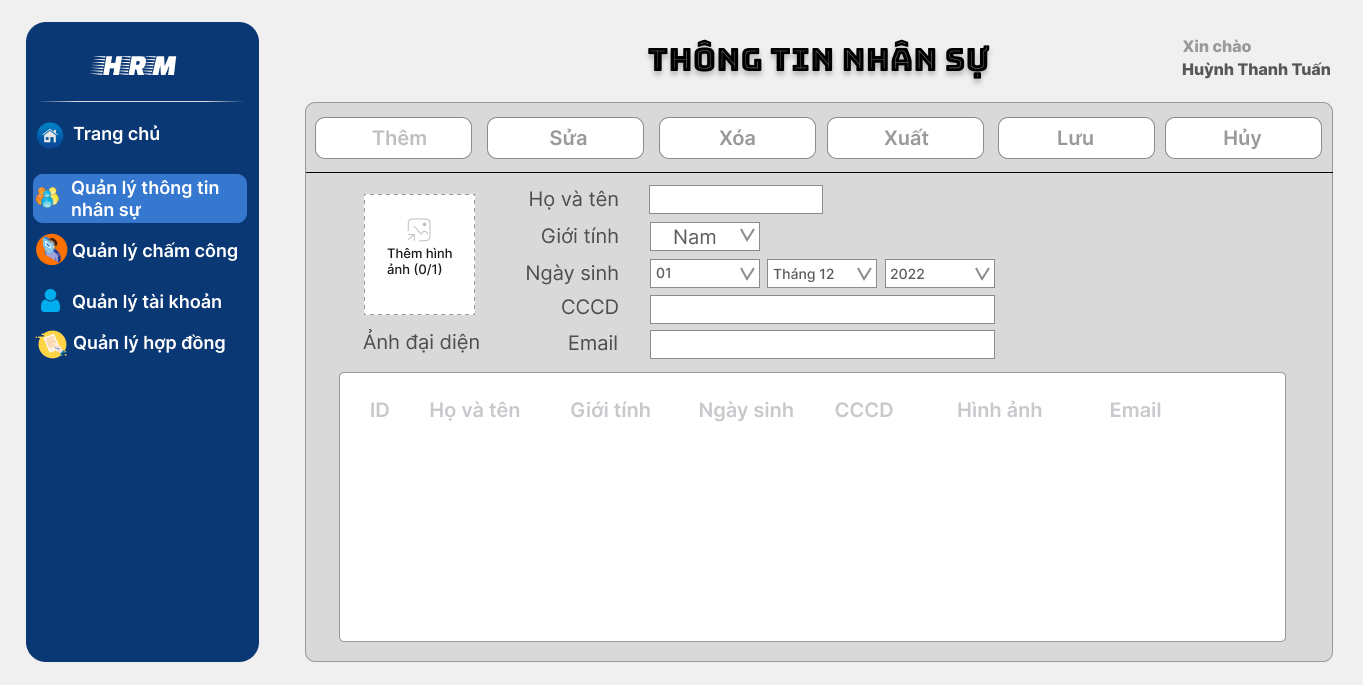 HRM
Trang chủ
Quản lý thông tin
nhân sự
Quản lý chấm công
Quản lý tài khoản
Quản lý hợp đồng
THÔNG TIN NHÂN SỰ
Xin chào
Huỳnh Thanh Tuấn
Thêm
Sửa
Xóa
Xuất
Lưu
Hủy
Thêm hình
ảnh (0/1)
Ảnh đại diện
Họ và tên
Giới tính
Nam
Ngày sinh
01
Tháng 12
2022
CCCD
Email
ID
Họ và tên
Giới tính
Ngày sinh
CCCD
Hình ảnh
Email